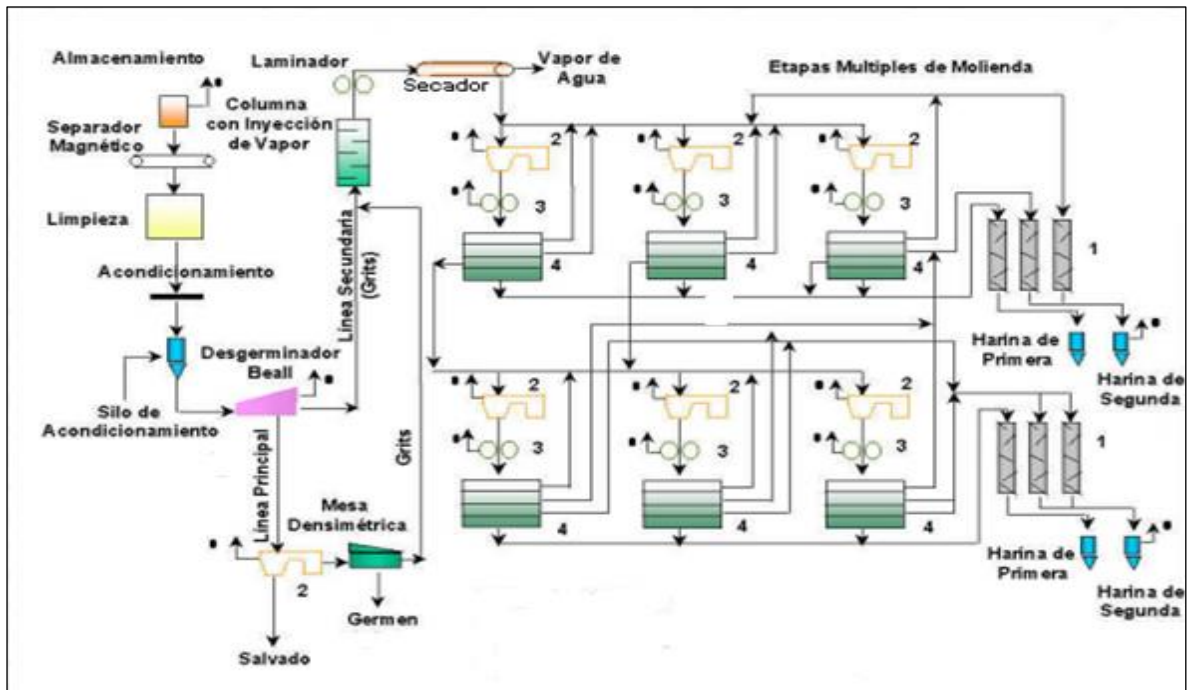 Almacenamiento
Separador
Magnético
Limpieza
Acondicionamiento
Silo de
Acondicionamiento
Desgerminador
Beall
Línea Principal
2
Salvado
Mesa
Densimétrica
Germen
Grits
Línea Secundaria
(Grits)
Columna
con Inyección
de Vapor
Laminador
Secador
Vapor de
Agua
Etapas Multiples de Molienda
2
2
2
3
3
3
4
4
4
1
Harina de
Primera
Harina de
Segunda
2
2
2
3
3
3
4
4
4
1
Harina de
Primera
Harina de
Segunda